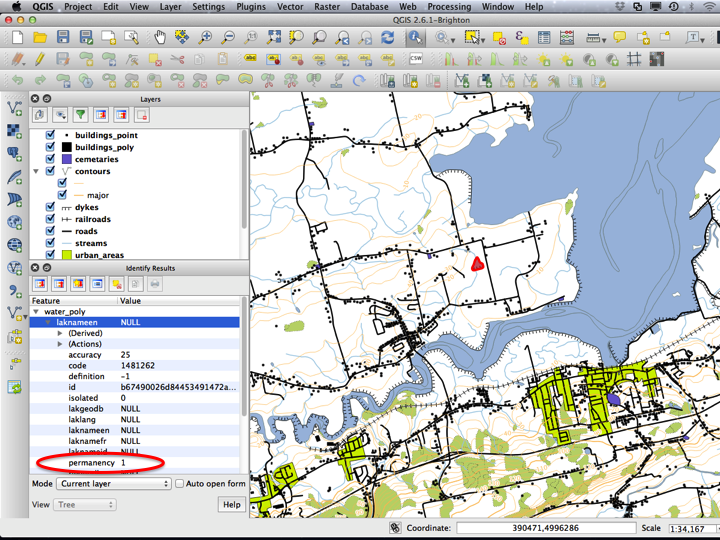 QGIS Project Edit View Layer Settings Plugins Vector Raster Database Web Processing Window Help
QGIS 2.6.1-Brighton
CSW
Layers
buildings_point
buildings_poly
cemetaries
contours
major
dykes
railroads
roads
streams
urban_areas
Identify Results
Feature Value
water_poly
laknameen NULL
(Derived)
(Actions)
accuracy 25
code 1481262
definition -1
id b67490026d84453491472a...
isolated 0
lakgeodb NULL
laklang NULL
laknameen NULL
laknamefr NULL
laknameid NULL
permanency 1
Mode Current layer Auto open form
View Tree Help
Coordinate: 390471,4996286 Scale 1:34,167